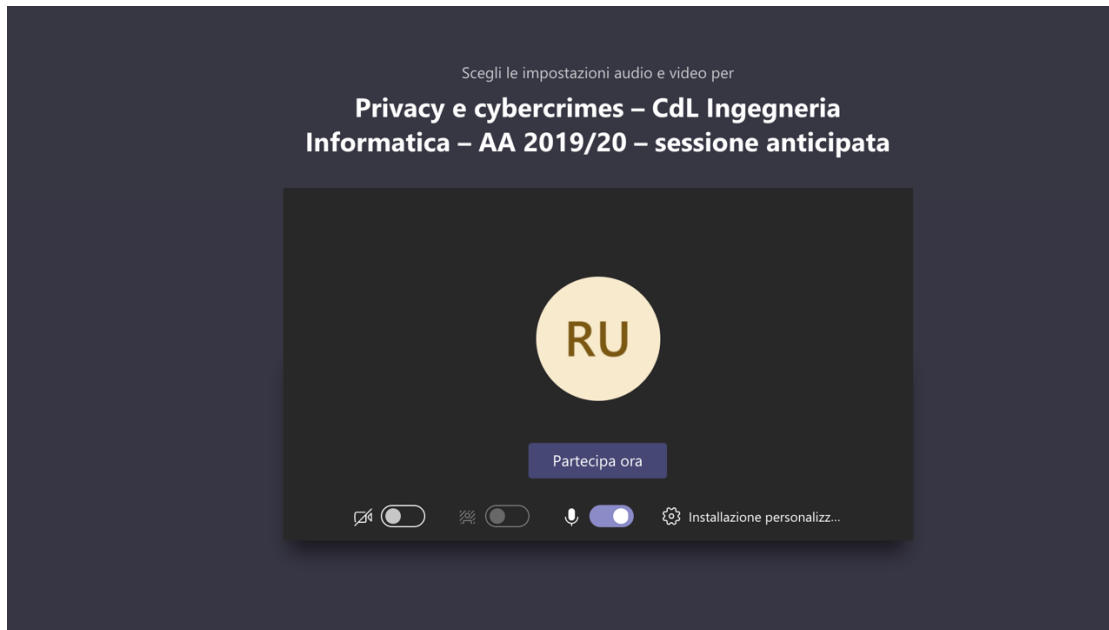 Scegli le impostazioni audio e video per
Privacy e cybercrimes – CdL Ingegneria
Informatica – AA 2019/20 – sessione anticipata
RU
Partecipa ora
Installazione personalizz...